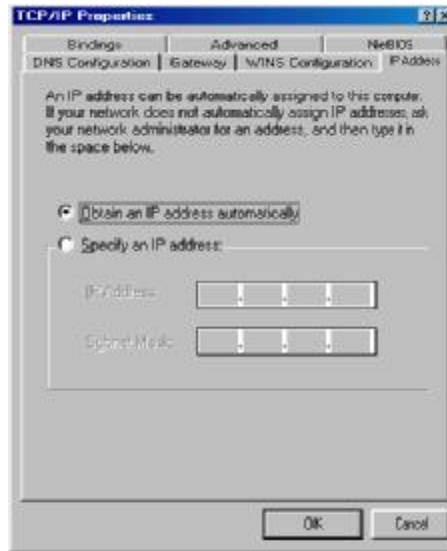 TCP/IP Properties
Bindings Advanced NetBIOS
DNS Configuration Gateway WINS Configuration IP Address
An IP address can be automatically assigned to this computer.
If your network does not automatically assign IP addresses, ask
your network administrator for an address, and then type it in
the space below.
Obtain an IP address automatically
Specify an IP address:
IP Address:
Subnet Mask:
OK Cancel